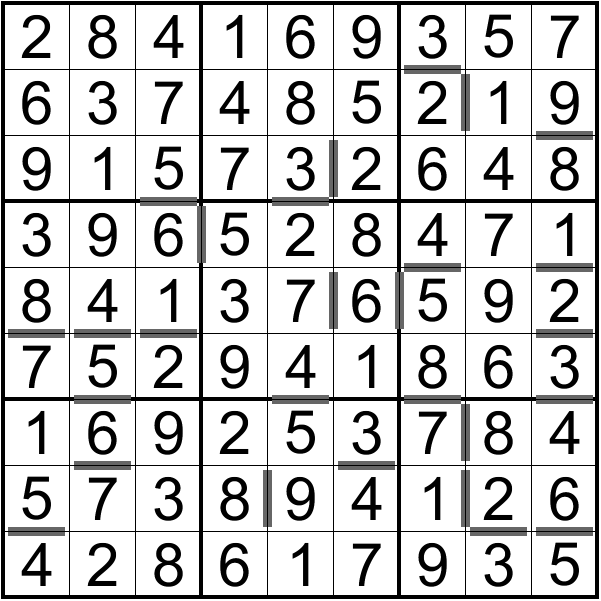 2 8 4 1 6 9 3 5 7
6 3 7 4 8 5 2 1 9
9 1 5 7 3 2 6 4 8
3 9 6 5 2 8 4 7 1
8 4 1 3 7 6 5 9 2
7 5 2 9 4 1 8 6 3
1 6 9 2 5 3 7 8 4
5 7 3 8 9 4 1 2 6
4 2 8 6 1 7 9 3 5